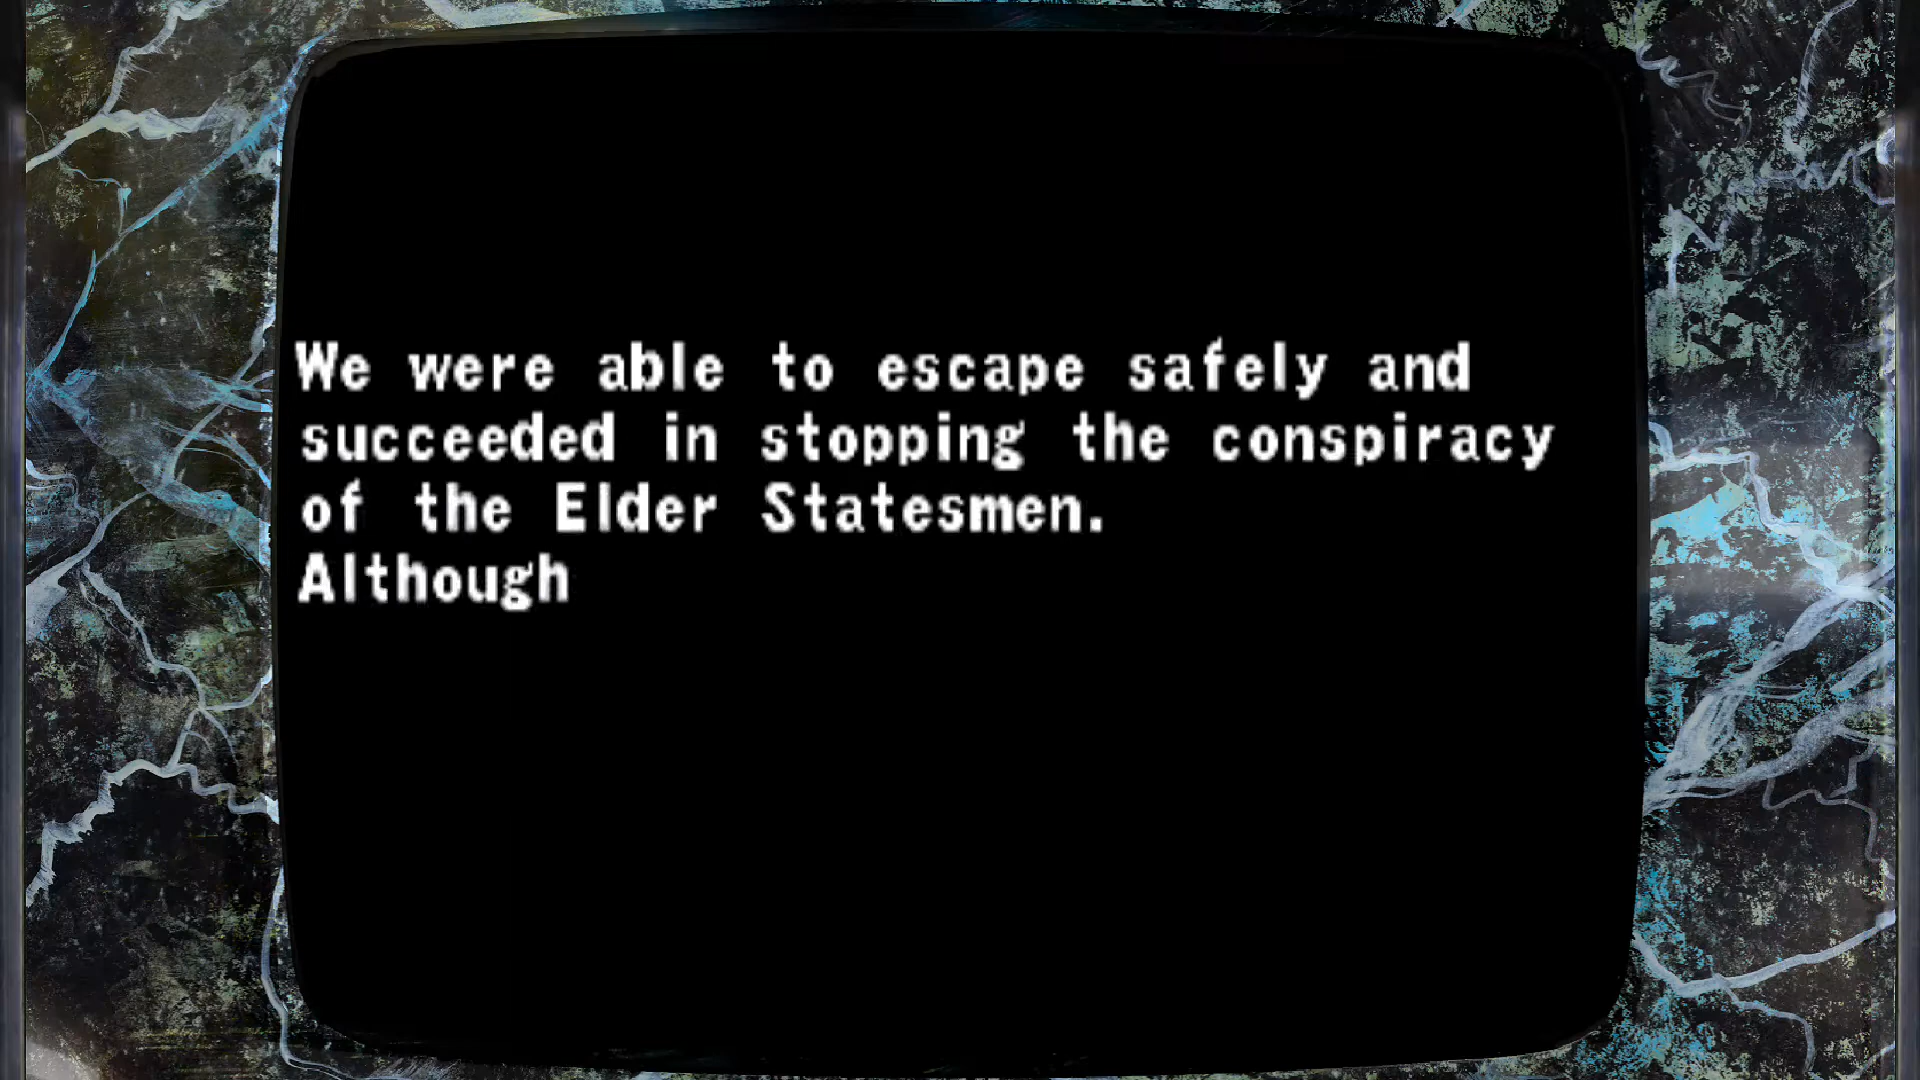 We were able to escape safely and
succeeded in stopping the conspiracy
of the Elder Statesmen.
Although